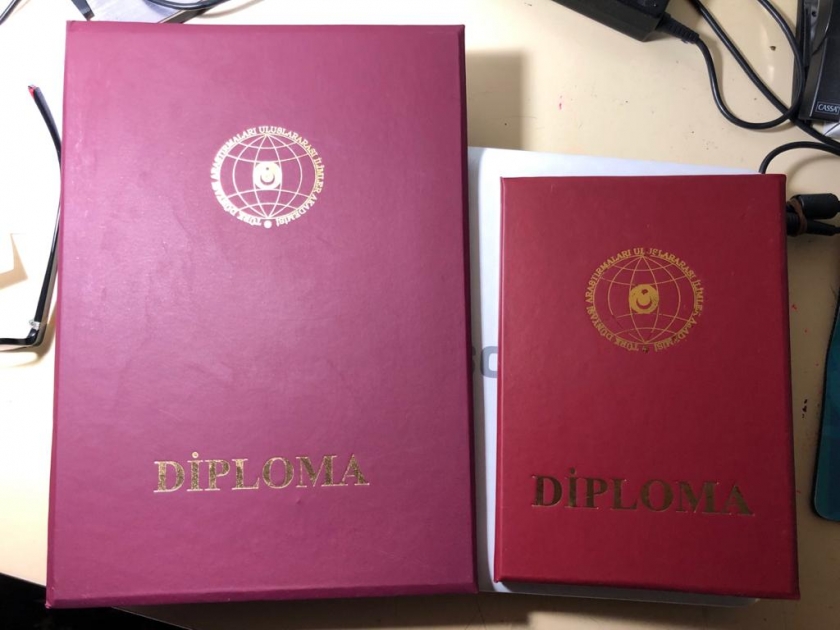 TÜRK DÜNYASI ARAŞTIRMALARI ULUSLARARASI İLİMLER AKADEMİSİ
DİPLOMA
TÜRK DÜNYASI ARAŞTIRMALARI ULUSLARARASI İLİMLER AKADEMİSİ
DİPLOMA
CASSA